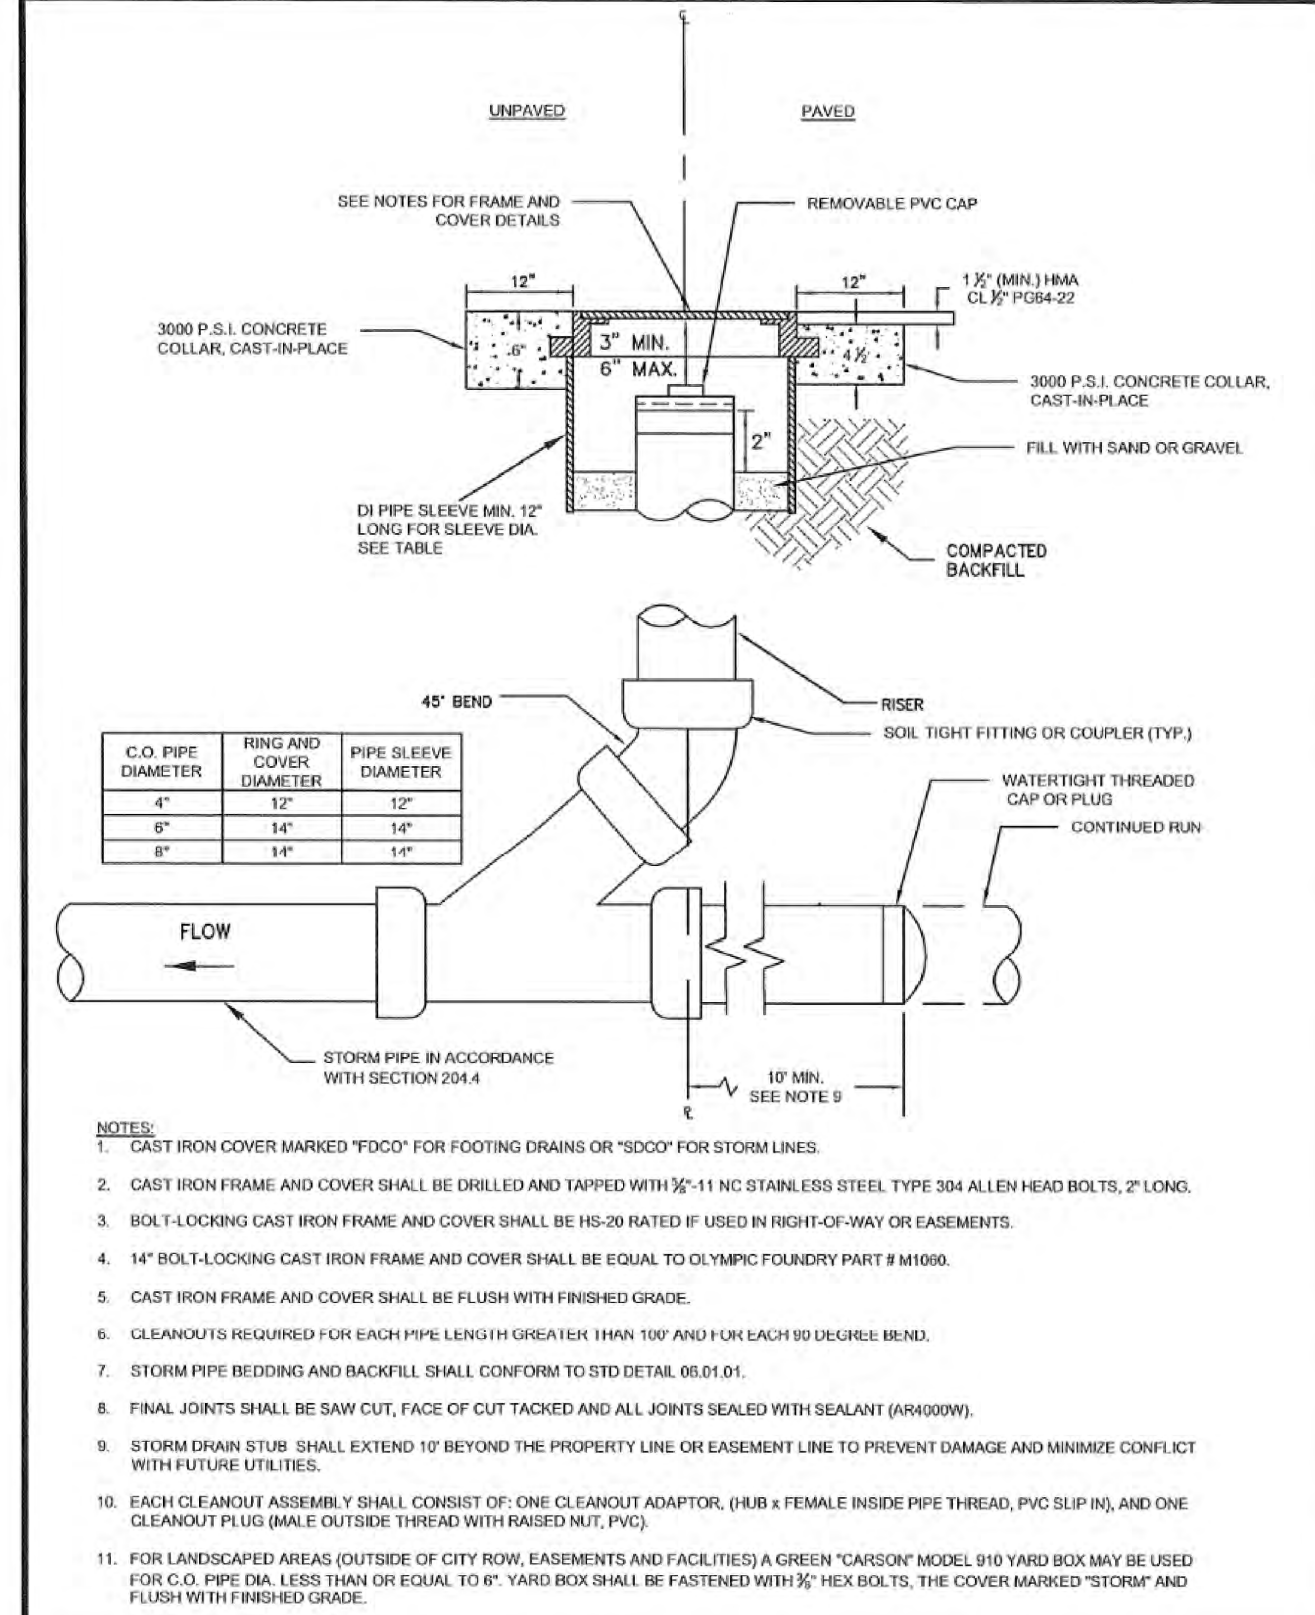 ℄
UNPAVED
PAVED
SEE NOTES FOR FRAME AND
COVER DETAILS
REMOVABLE PVC CAP
12"
12"
1 ½" (MIN.) HMA
CL ½" PG64-22
3000 P.S.I. CONCRETE
COLLAR, CAST-IN-PLACE
6"
3" MIN.
6" MAX.
4 ½"
3000 P.S.I. CONCRETE COLLAR,
CAST-IN-PLACE
2"
FILL WITH SAND OR GRAVEL
DI PIPE SLEEVE MIN. 12"
LONG FOR SLEEVE DIA.
SEE TABLE
COMPACTED
BACKFILL
45° BEND
RISER
SOIL TIGHT FITTING OR COUPLER (TYP.)
C.O. PIPE DIAMETER | RING AND COVER DIAMETER | PIPE SLEEVE DIAMETER
4" | 12" | 12"
6" | 14" | 14"
8" | 14" | 14"
WATERTIGHT THREADED
CAP OR PLUG
CONTINUED RUN
FLOW
STORM PIPE IN ACCORDANCE
WITH SECTION 204.4
10' MIN.
SEE NOTE 9
NOTES:
1. CAST IRON COVER MARKED "FDCO" FOR FOOTING DRAINS OR "SDCO" FOR STORM LINES.
2. CAST IRON FRAME AND COVER SHALL BE DRILLED AND TAPPED WITH ⅝"-11 NC STAINLESS STEEL TYPE 304 ALLEN HEAD BOLTS, 2" LONG.
3. BOLT-LOCKING CAST IRON FRAME AND COVER SHALL BE HS-20 RATED IF USED IN RIGHT-OF-WAY OR EASEMENTS.
4. 14" BOLT-LOCKING CAST IRON FRAME AND COVER SHALL BE EQUAL TO OLYMPIC FOUNDRY PART # M1060.
5. CAST IRON FRAME AND COVER SHALL BE FLUSH WITH FINISHED GRADE.
6. CLEANOUTS REQUIRED FOR EACH PIPE LENGTH GREATER THAN 100' AND FOR EACH 90 DEGREE BEND.
7. STORM PIPE BEDDING AND BACKFILL SHALL CONFORM TO STD DETAIL 06.01.01.
8. FINAL JOINTS SHALL BE SAW CUT, FACE OF CUT TACKED AND ALL JOINTS SEALED WITH SEALANT (AR4000W).
9. STORM DRAIN STUB SHALL EXTEND 10' BEYOND THE PROPERTY LINE OR EASEMENT LINE TO PREVENT DAMAGE AND MINIMIZE CONFLICT
WITH FUTURE UTILITIES.
10. EACH CLEANOUT ASSEMBLY SHALL CONSIST OF: ONE CLEANOUT ADAPTOR, (HUB x FEMALE INSIDE PIPE THREAD, PVC SLIP IN), AND ONE
CLEANOUT PLUG (MALE OUTSIDE THREAD WITH RAISED NUT, PVC).
11. FOR LANDSCAPED AREAS (OUTSIDE OF CITY ROW, EASEMENTS AND FACILITIES) A GREEN "CARSON" MODEL 910 YARD BOX MAY BE USED
FOR C.O. PIPE DIA. LESS THAN OR EQUAL TO 6". YARD BOX SHALL BE FASTENED WITH ⅜" HEX BOLTS, THE COVER MARKED "STORM" AND
FLUSH WITH FINISHED GRADE.